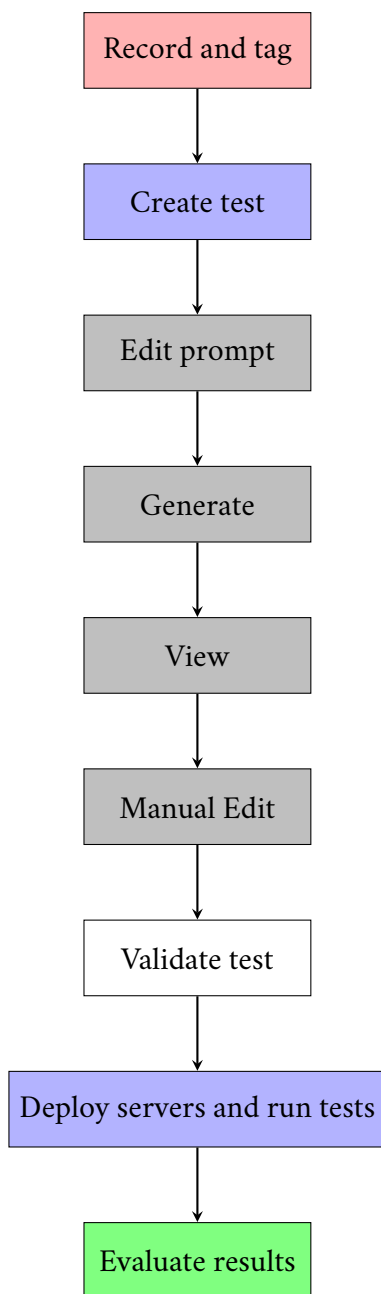 Record and tag
Create test
Edit prompt
Generate
View
Manual Edit
Validate test
Deploy servers and run tests
Evaluate results